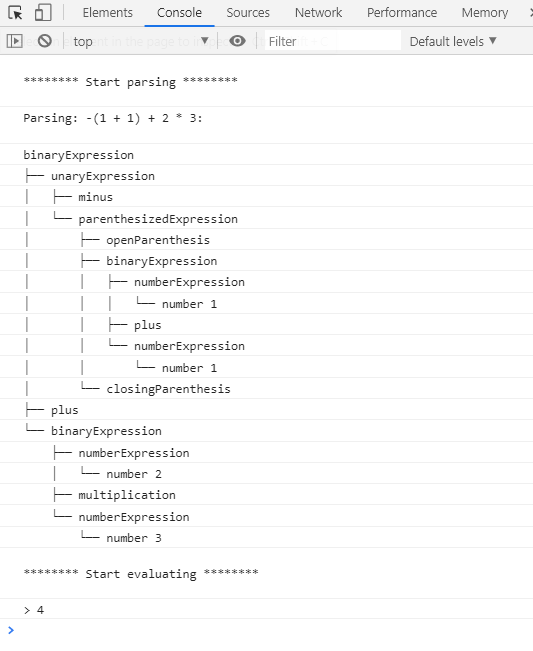 Elements Console Sources Network Performance Memory
top ▼ Filter Default levels ▼
******** Start parsing ********
Parsing: -(1 + 1) + 2 * 3:
binaryExpression
├── unaryExpression
│   ├── minus
│   └── parenthesizedExpression
│       ├── openParenthesis
│       ├── binaryExpression
│       │   ├── numberExpression
│       │   │   └── number 1
│       │   ├── plus
│       │   └── numberExpression
│       │       └── number 1
│       └── closingParenthesis
├── plus
└── binaryExpression
    ├── numberExpression
    │   └── number 2
    ├── multiplication
    └── numberExpression
        └── number 3
******** Start evaluating ********
> 4
>